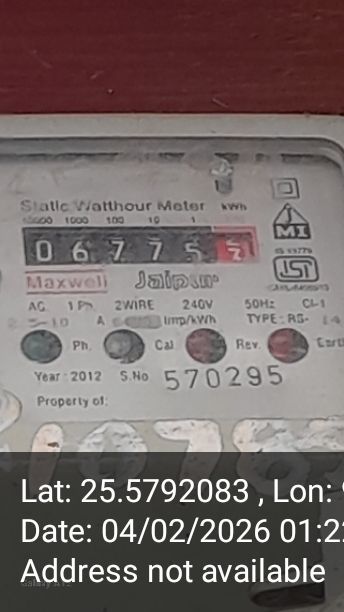 Static Watthour Meter kWh
10000 1000 100 10 1
0 6 7 7 5
MI
Maxwell Jaipur
AC 1 Ph. 2WIRE 240V 50Hz Cl-1
A Imp/kWh TYPE: RS-
Ph. Cal. Rev. Earth
Year : 2012 S.No 570295
Property of:
Lat: 25.5792083 , Lon:
Date: 04/02/2026 01:22
Address not available